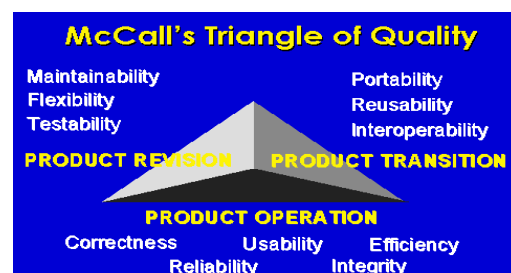 McCall's Triangle of Quality
Maintainability
Flexibility
Testability
Portability
Reusability
Interoperability
PRODUCT REVISION
PRODUCT TRANSITION
PRODUCT OPERATION
Correctness Usability Efficiency
Reliability Integrity